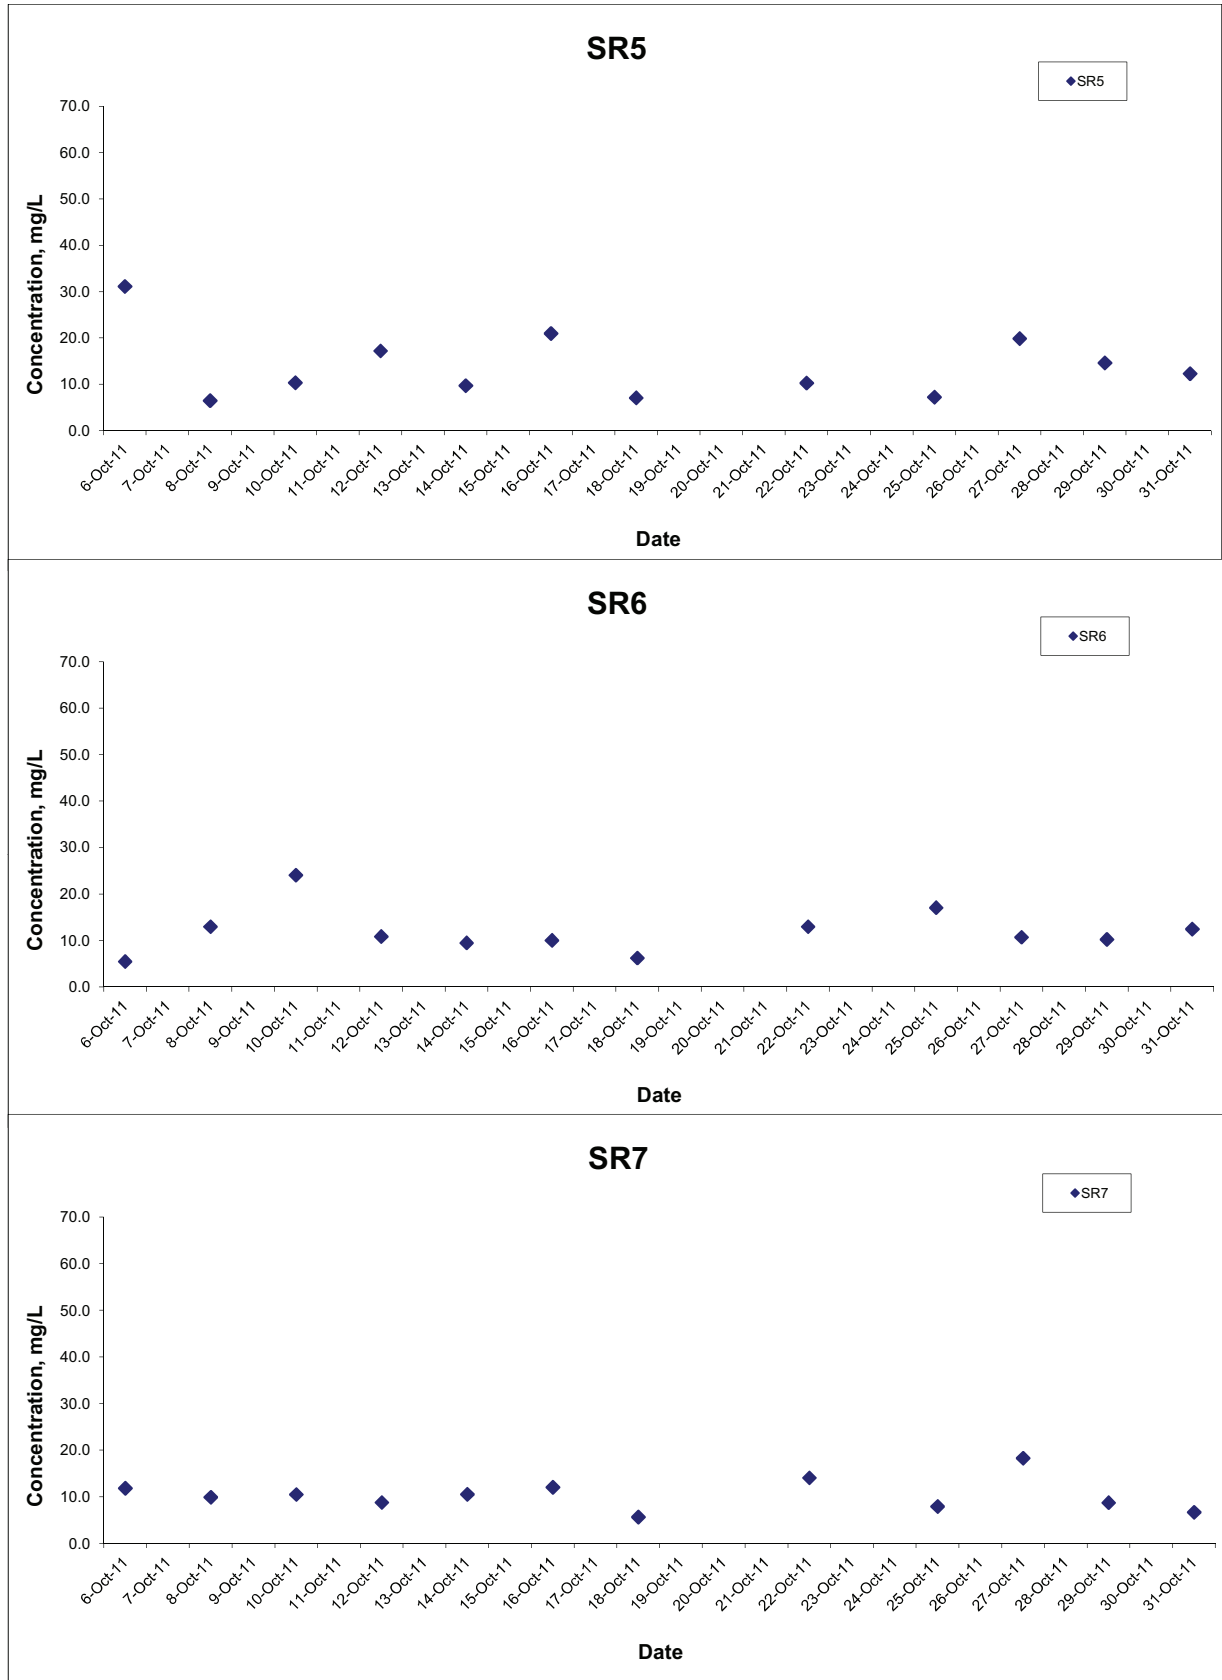 SR5
SR5
70.0
60.0
50.0
40.0
30.0
20.0
10.0
0.0
Concentration, mg/L
6-Oct-11
7-Oct-11
8-Oct-11
9-Oct-11
10-Oct-11
11-Oct-11
12-Oct-11
13-Oct-11
14-Oct-11
15-Oct-11
16-Oct-11
17-Oct-11
18-Oct-11
19-Oct-11
20-Oct-11
21-Oct-11
22-Oct-11
23-Oct-11
24-Oct-11
25-Oct-11
26-Oct-11
27-Oct-11
28-Oct-11
29-Oct-11
30-Oct-11
31-Oct-11
Date
SR6
SR6
70.0
60.0
50.0
40.0
30.0
20.0
10.0
0.0
Concentration, mg/L
6-Oct-11
7-Oct-11
8-Oct-11
9-Oct-11
10-Oct-11
11-Oct-11
12-Oct-11
13-Oct-11
14-Oct-11
15-Oct-11
16-Oct-11
17-Oct-11
18-Oct-11
19-Oct-11
20-Oct-11
21-Oct-11
22-Oct-11
23-Oct-11
24-Oct-11
25-Oct-11
26-Oct-11
27-Oct-11
28-Oct-11
29-Oct-11
30-Oct-11
31-Oct-11
Date
SR7
SR7
70.0
60.0
50.0
40.0
30.0
20.0
10.0
0.0
Concentration, mg/L
6-Oct-11
7-Oct-11
8-Oct-11
9-Oct-11
10-Oct-11
11-Oct-11
12-Oct-11
13-Oct-11
14-Oct-11
15-Oct-11
16-Oct-11
17-Oct-11
18-Oct-11
19-Oct-11
20-Oct-11
21-Oct-11
22-Oct-11
23-Oct-11
24-Oct-11
25-Oct-11
26-Oct-11
27-Oct-11
28-Oct-11
29-Oct-11
30-Oct-11
31-Oct-11
Date